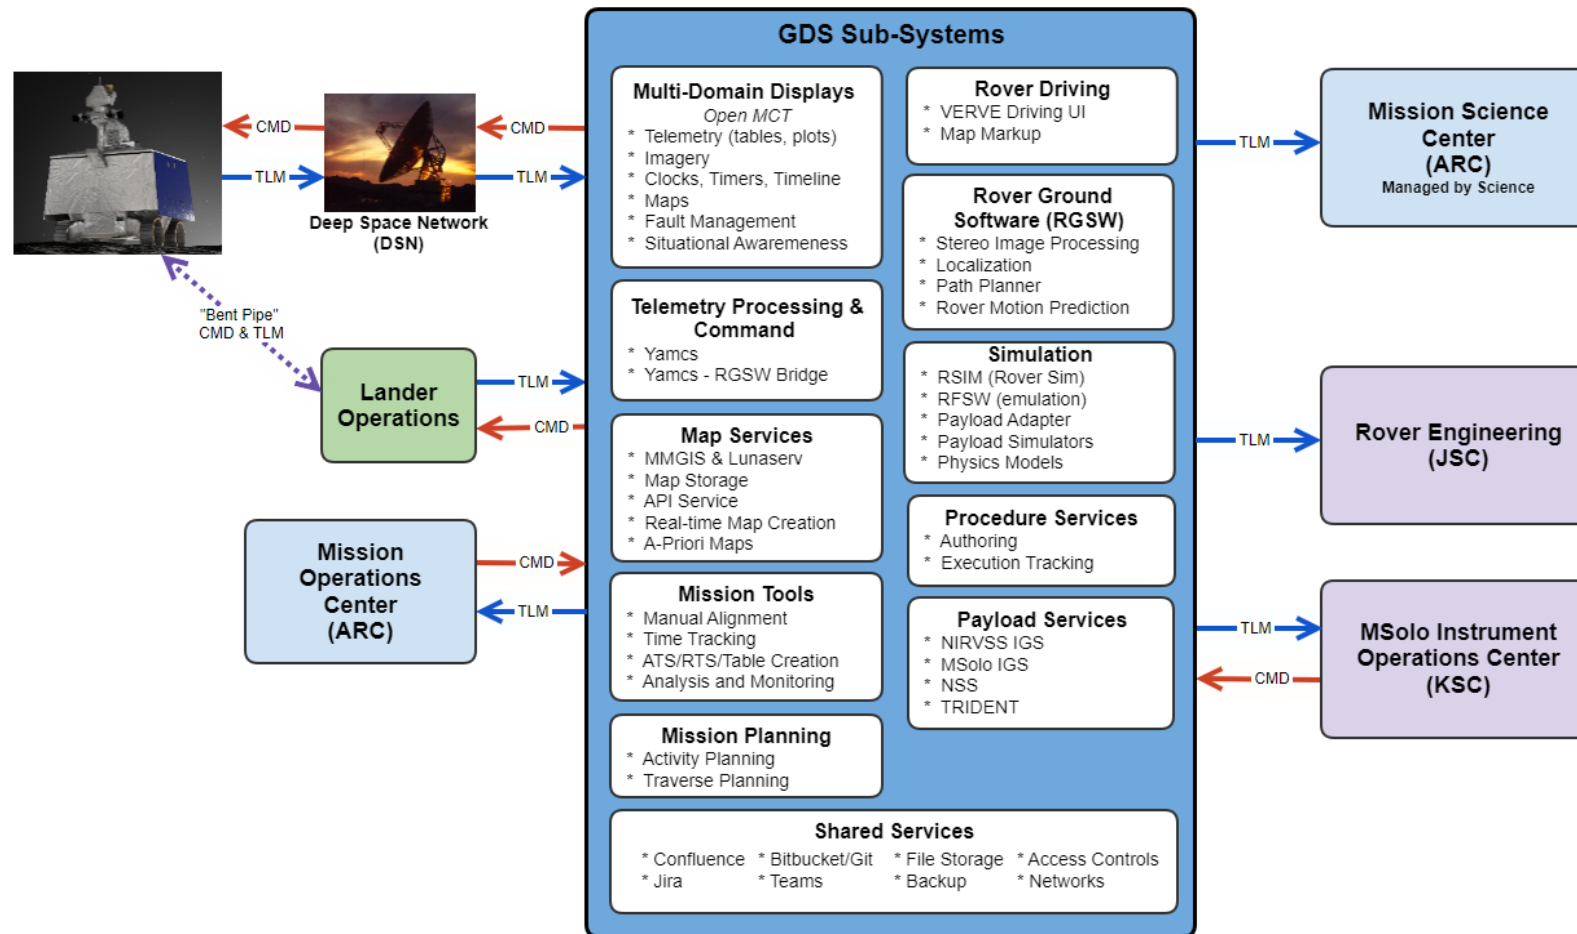 GDS Sub-Systems
CMD
TLM
Deep Space Network
(DSN)
CMD
TLM
"Bent Pipe"
CMD & TLM
Lander
Operations
TLM
CMD
Mission
Operations
Center
(ARC)
CMD
TLM
Multi-Domain Displays
Open MCT
* Telemetry (tables, plots)
* Imagery
* Clocks, Timers, Timeline
* Maps
* Fault Management
* Situational Awaremeness
Telemetry Processing &
Command
* Yamcs
* Yamcs - RGSW Bridge
Map Services
* MMGIS & Lunaserv
* Map Storage
* API Service
* Real-time Map Creation
* A-Priori Maps
Mission Tools
* Manual Alignment
* Time Tracking
* ATS/RTS/Table Creation
* Analysis and Monitoring
Mission Planning
* Activity Planning
* Traverse Planning
Rover Driving
* VERVE Driving UI
* Map Markup
Rover Ground
Software (RGSW)
* Stereo Image Processing
* Localization
* Path Planner
* Rover Motion Prediction
Simulation
* RSIM (Rover Sim)
* RFSW (emulation)
* Payload Adapter
* Payload Simulators
* Physics Models
Procedure Services
* Authoring
* Execution Tracking
Payload Services
* NIRVSS IGS
* MSolo IGS
* NSS
* TRIDENT
Shared Services
* Confluence * Bitbucket/Git * File Storage * Access Controls
* Jira * Teams * Backup * Networks
TLM
Mission Science
Center
(ARC)
Managed by Science
TLM
Rover Engineering
(JSC)
TLM
CMD
MSolo Instrument
Operations Center
(KSC)